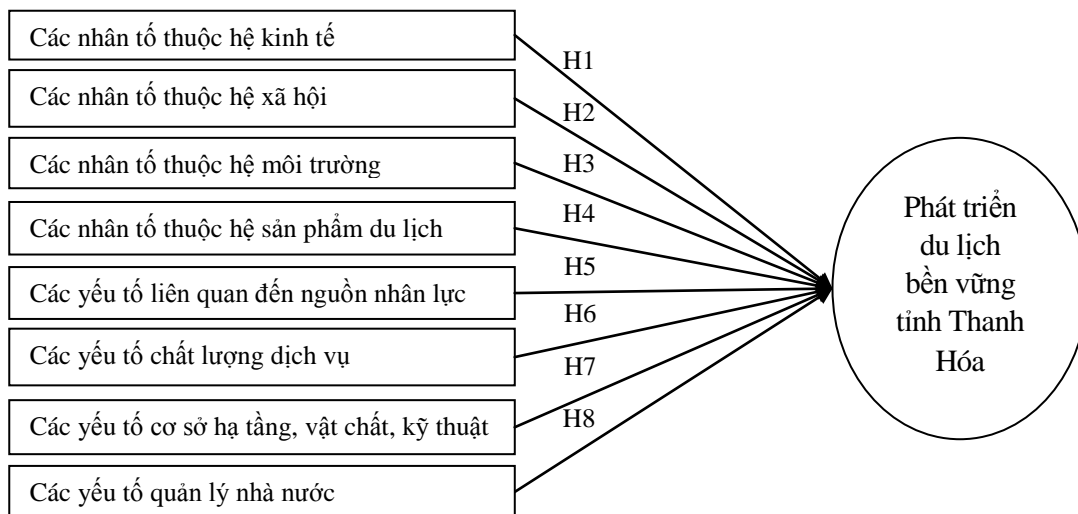 Các nhân tố thuộc hệ kinh tế
H1
Các nhân tố thuộc hệ xã hội
H2
Các nhân tố thuộc hệ môi trường
H3
Các nhân tố thuộc hệ sản phẩm du lịch
H4
Các yếu tố liên quan đến nguồn nhân lực
H5
Các yếu tố chất lượng dịch vụ
H6
Các yếu tố cơ sở hạ tầng, vật chất, kỹ thuật
H7
Các yếu tố quản lý nhà nước
H8
Phát triển
du lịch
bền vững
tỉnh Thanh
Hóa